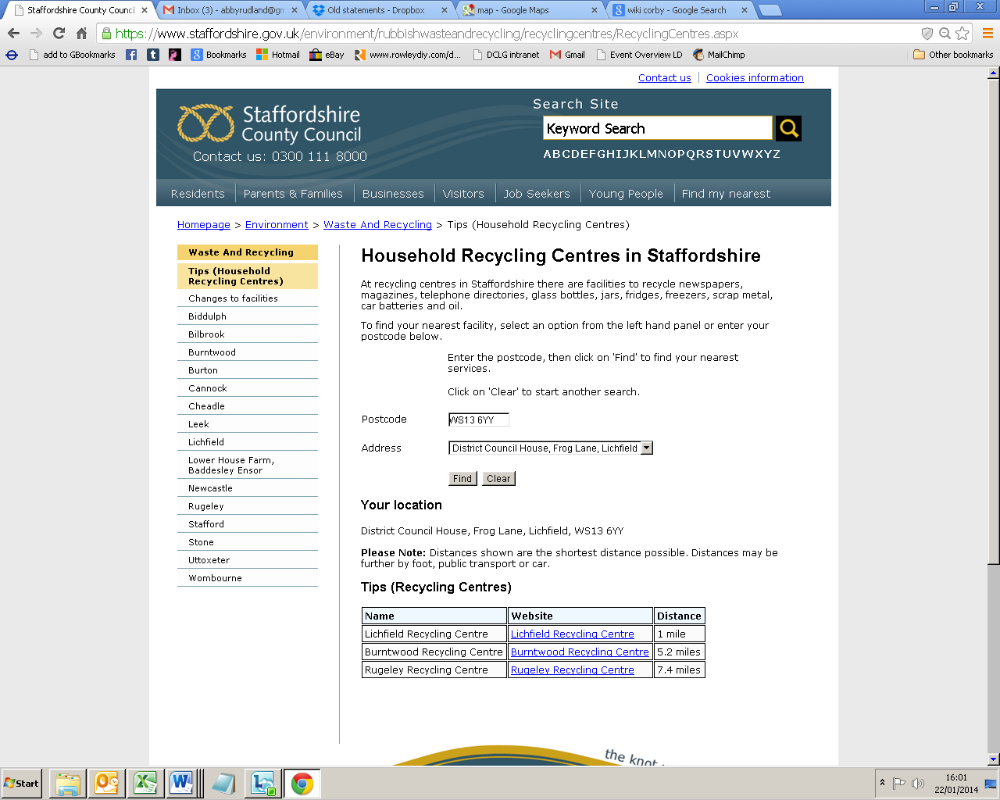 Staffordshire County Council
Inbox (3) - abbyrudland@gm
Old statements - Dropbox
map - Google Maps
wiki corby - Google Search
https://www.staffordshire.gov.uk/environment/rubbishwasteandrecycling/recyclingcentres/RecyclingCentres.aspx
add to GBookmarks
Bookmarks
Hotmail
eBay
www.rowleydiy.com/d...
DCLG intranet
Gmail
Event Overview LD
MailChimp
Other bookmarks
Contact us
Cookies information
Staffordshire
County Council
Contact us: 0300 111 8000
Search Site
Keyword Search
A B C D E F G H I J K L M N O P Q R S T U V W X Y Z
Residents
Parents & Families
Businesses
Visitors
Job Seekers
Young People
Find my nearest
Homepage > Environment > Waste And Recycling > Tips (Household Recycling Centres)
Waste And Recycling
Tips (Household
Recycling Centres)
Changes to facilities
Biddulph
Bilbrook
Burntwood
Burton
Cannock
Cheadle
Leek
Lichfield
Lower House Farm,
Baddesley Ensor
Newcastle
Rugeley
Stafford
Stone
Uttoxeter
Wombourne
Household Recycling Centres in Staffordshire
At recycling centres in Staffordshire there are facilities to recycle newspapers,
magazines, telephone directories, glass bottles, jars, fridges, freezers, scrap metal,
car batteries and oil.
To find your nearest facility, select an option from the left hand panel or enter your
postcode below.
Enter the postcode, then click on 'Find' to find your nearest
services.
Click on 'Clear' to start another search.
Postcode
WS13 6YY
Address
District Council House, Frog Lane, Lichfield
Find
Clear
Your location
District Council House, Frog Lane, Lichfield, WS13 6YY
Please Note: Distances shown are the shortest distance possible. Distances may be
further by foot, public transport or car.
Tips (Recycling Centres)
Name Website Distance
Lichfield Recycling Centre Lichfield Recycling Centre 1 mile
Burntwood Recycling Centre Burntwood Recycling Centre 5.2 miles
Rugeley Recycling Centre Rugeley Recycling Centre 7.4 miles
the knot
Start
16:01
22/01/2014